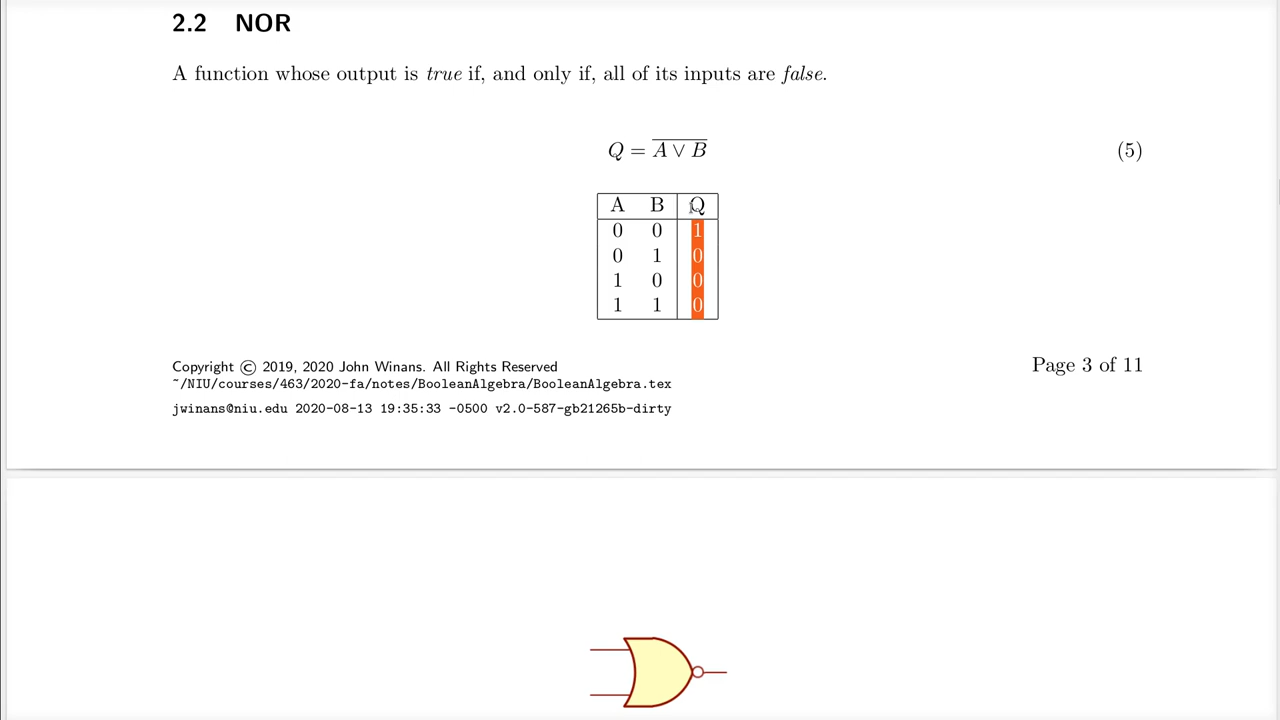 2.2 NOR
A function whose output is true if, and only if, all of its inputs are false.
Q = \overline{A ∨ B} (5)
A B Q
0 0 1
0 1 0
1 0 0
1 1 0
Copyright © 2019, 2020 John Winans. All Rights Reserved
~/NIU/courses/463/2020-fa/notes/BooleanAlgebra/BooleanAlgebra.tex
jwinans@niu.edu 2020-08-13 19:35:33 -0500 v2.0-587-gb21265b-dirty
Page 3 of 11